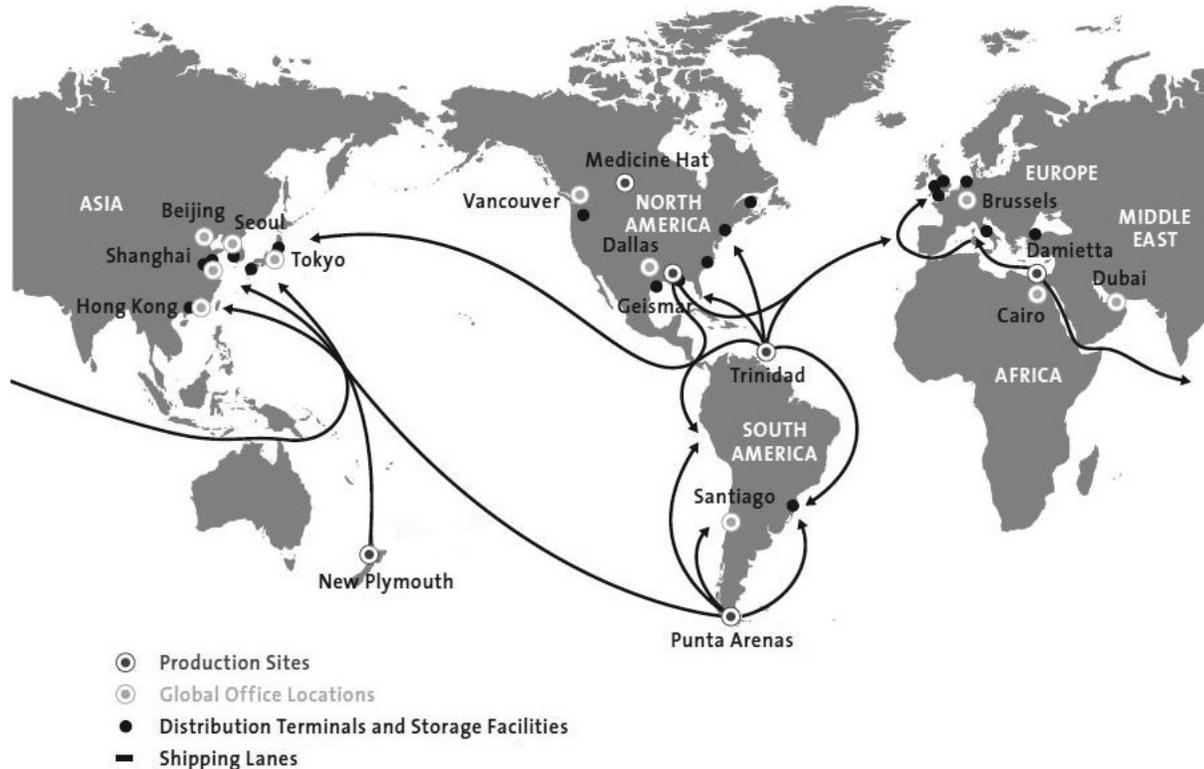 Medicine Hat
EUROPE
ASIA
Vancouver
NORTH
AMERICA
Brussels
Beijing
Seoul
MIDDLE
EAST
Dallas
Damietta
Shanghai
Tokyo
Dubai
Hong Kong
Geismar
Cairo
Trinidad
AFRICA
SOUTH
AMERICA
Santiago
New Plymouth
Punta Arenas
Production Sites
Global Office Locations
Distribution Terminals and Storage Facilities
Shipping Lanes